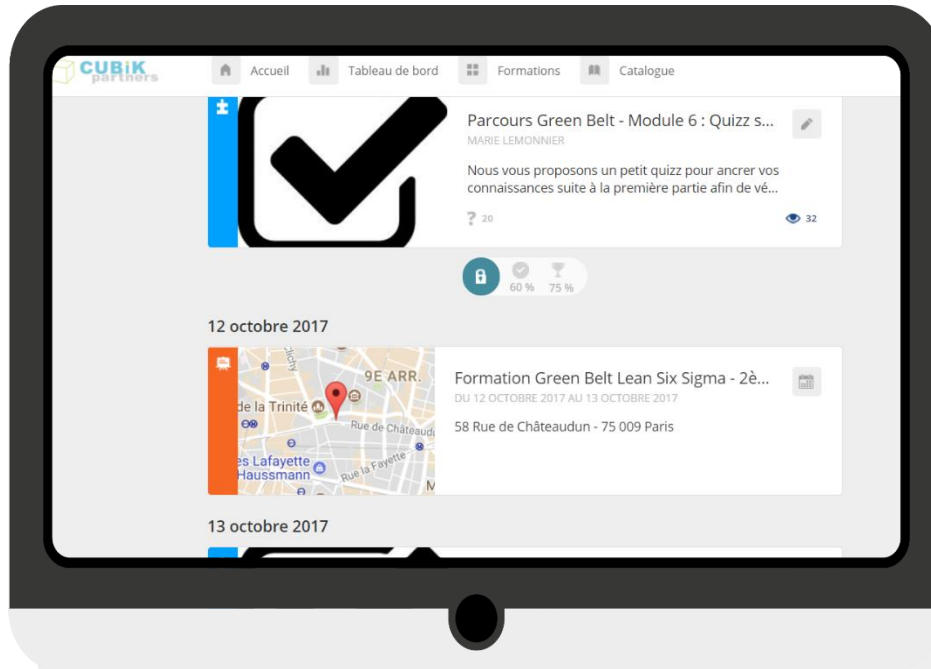 CUBiK
partners
Accueil
Tableau de bord
Formations
Catalogue
Parcours Green Belt - Module 6 : Quizz s...
MARIE LEMONNIER
Nous vous proposons un petit quizz pour ancrer vos
connaissances suite à la première partie afin de vé...
? 20
32
60 % 75 %
12 octobre 2017
Clichy
9E ARR.
de la Trinité
Rue de Châteaudu
es Lafayette
Haussmann
Rue la Fayette
M
Formation Green Belt Lean Six Sigma - 2è...
DU 12 OCTOBRE 2017 AU 13 OCTOBRE 2017
58 Rue de Châteaudun - 75 009 Paris
13 octobre 2017